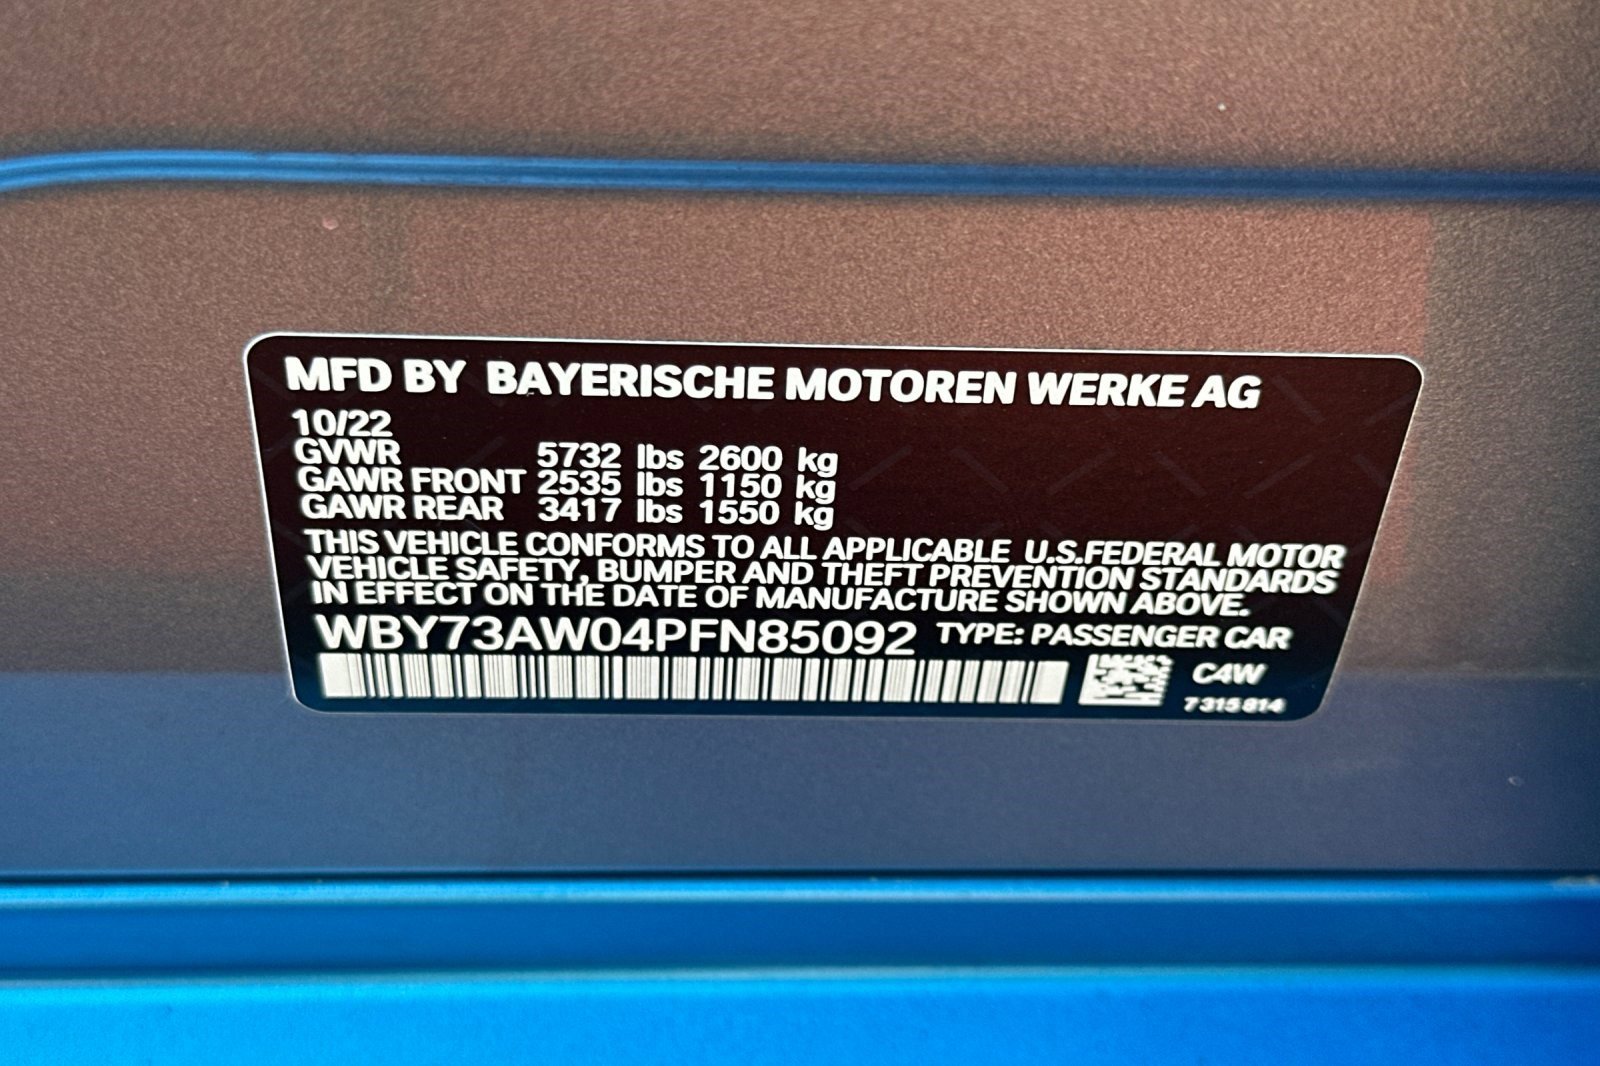 MFD BY BAYERISCHE MOTOREN WERKE AG
10/22
GVWR 5732 lbs 2600 kg
GAWR FRONT 2535 lbs 1150 kg
GAWR REAR 3417 lbs 1550 kg
THIS VEHICLE CONFORMS TO ALL APPLICABLE U.S.FEDERAL MOTOR
VEHICLE SAFETY, BUMPER AND THEFT PREVENTION STANDARDS
IN EFFECT ON THE DATE OF MANUFACTURE SHOWN ABOVE.
WBY73AW04PFN85092 TYPE: PASSENGER CAR
C4W
7 315 814